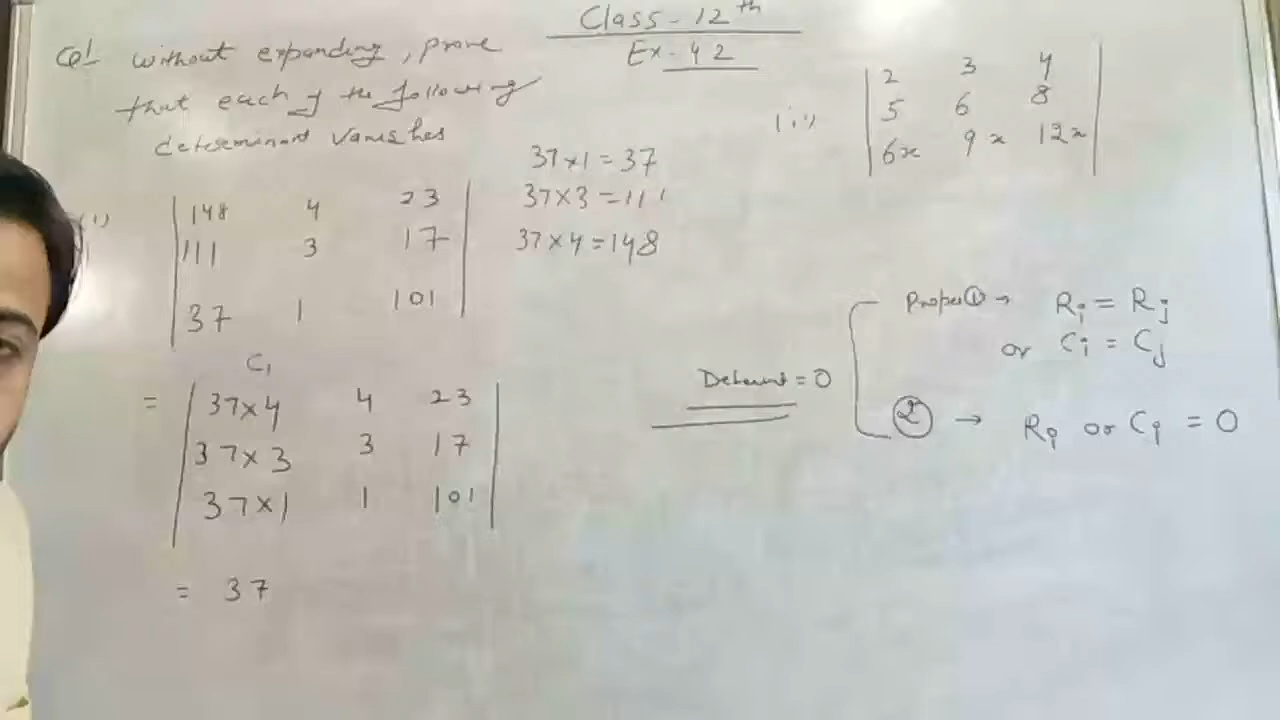 Class - 12th
Ex - 4.2
Q1 without expanding, prove
that each of the following
determinant vanishes
(i)
148 4 23
111 3 17
37 1 101
37×1 = 37
37×3 = 111
37×4 = 148
(ii)
2 3 4
5 6 8
6x 9x 12x
C1
= 37×4 4 23
37×3 3 17
37×1 1 101
= 37
= 0
① → Ri = Rj
or Ci = Cj
② → Ri or Ci = 0